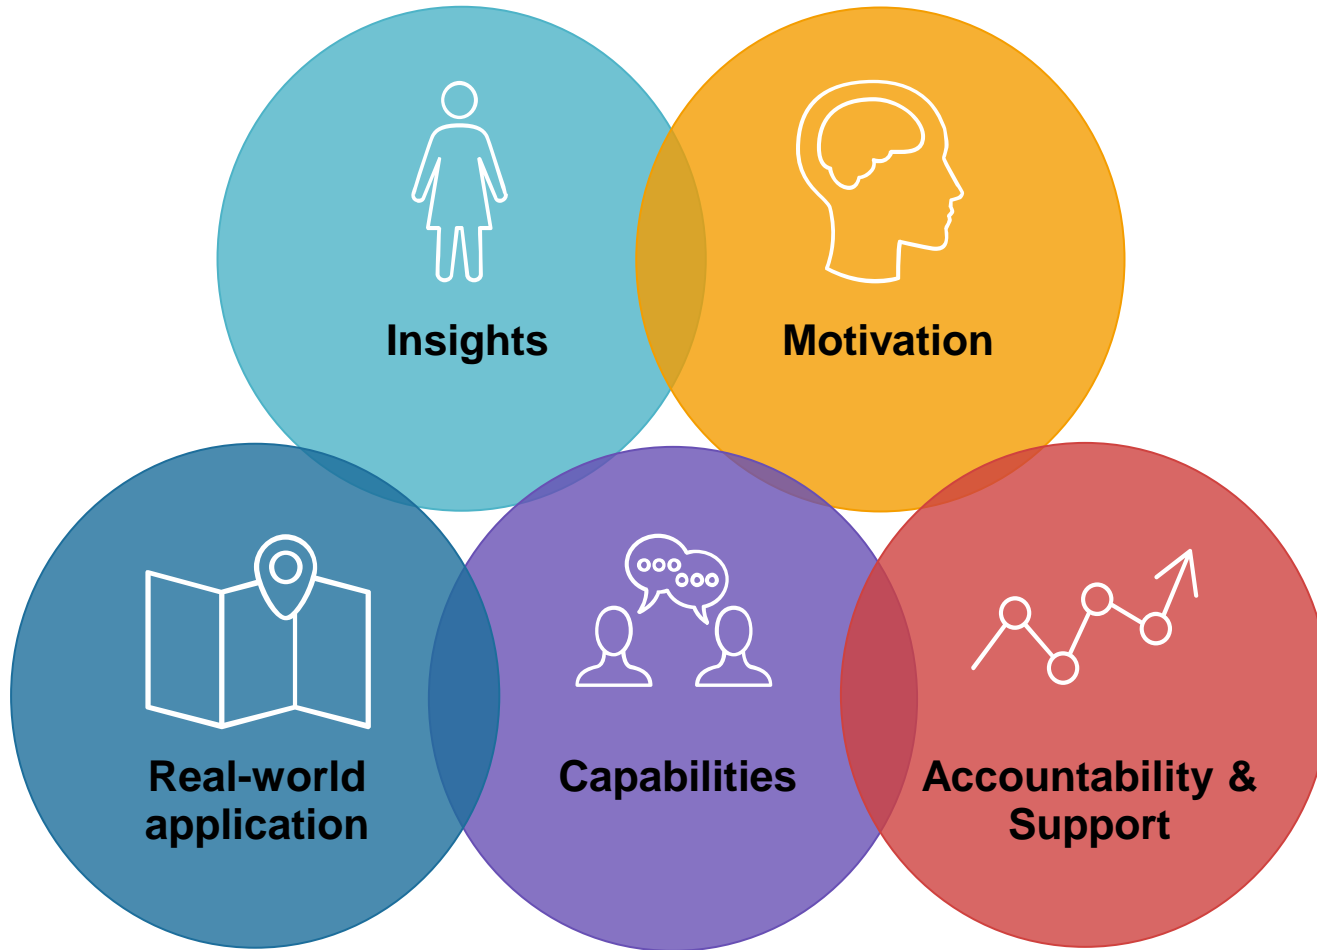 Insights
Motivation
Real-world
application
Capabilities
Accountability &
Support